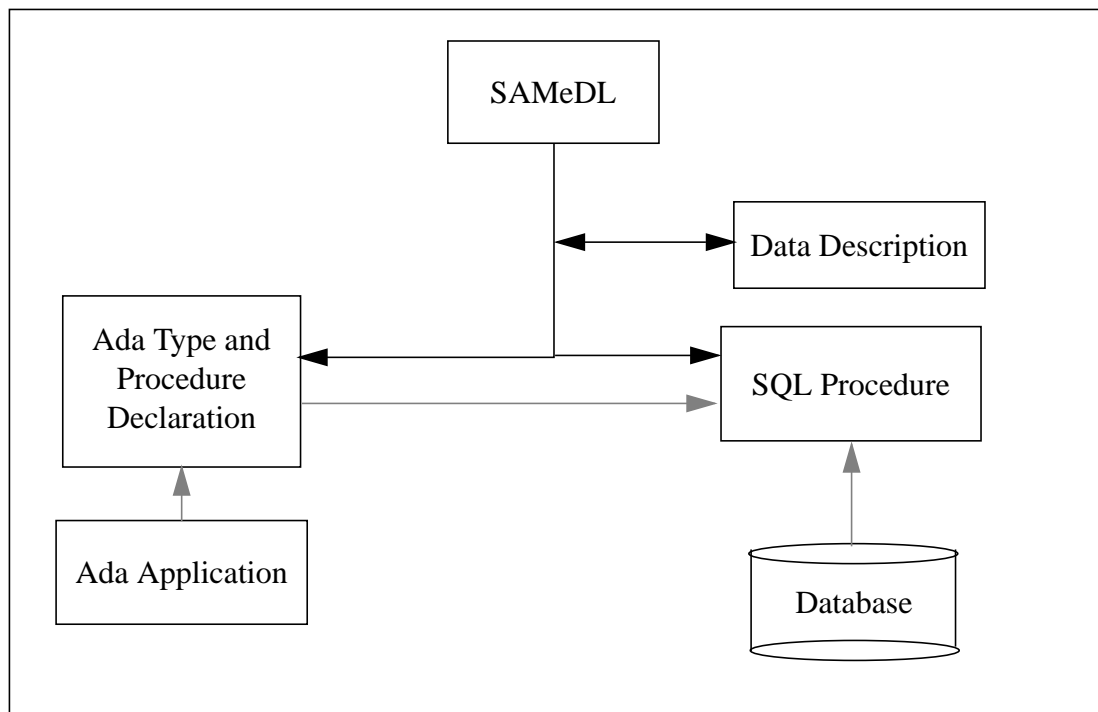 SAMeDL
Data Description
Ada Type and
Procedure
Declaration
SQL Procedure
Ada Application
Database